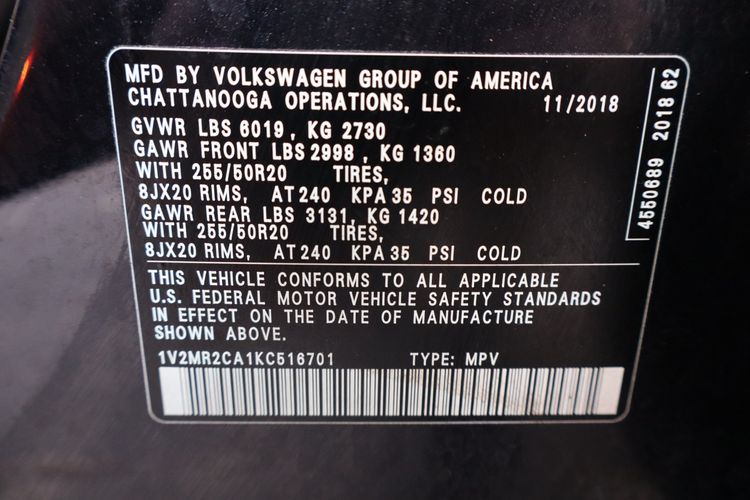 MFD BY VOLKSWAGEN GROUP OF AMERICA
CHATTANOOGA OPERATIONS, LLC. 11/2018
GVWR LBS 6019, KG 2730
GAWR FRONT LBS 2998, KG 1360
WITH 255/50R20 TIRES,
8JX20 RIMS, AT 240 KPA 35 PSI COLD
GAWR REAR LBS 3131, KG 1420
WITH 255/50R20 TIRES,
8JX20 RIMS, AT 240 KPA 35 PSI COLD
THIS VEHICLE CONFORMS TO ALL APPLICABLE
U.S. FEDERAL MOTOR VEHICLE SAFETY STANDARDS
IN EFFECT ON THE DATE OF MANUFACTURE
SHOWN ABOVE.
1V2MR2CA1KC516701 TYPE: MPV
4550689 2018 62